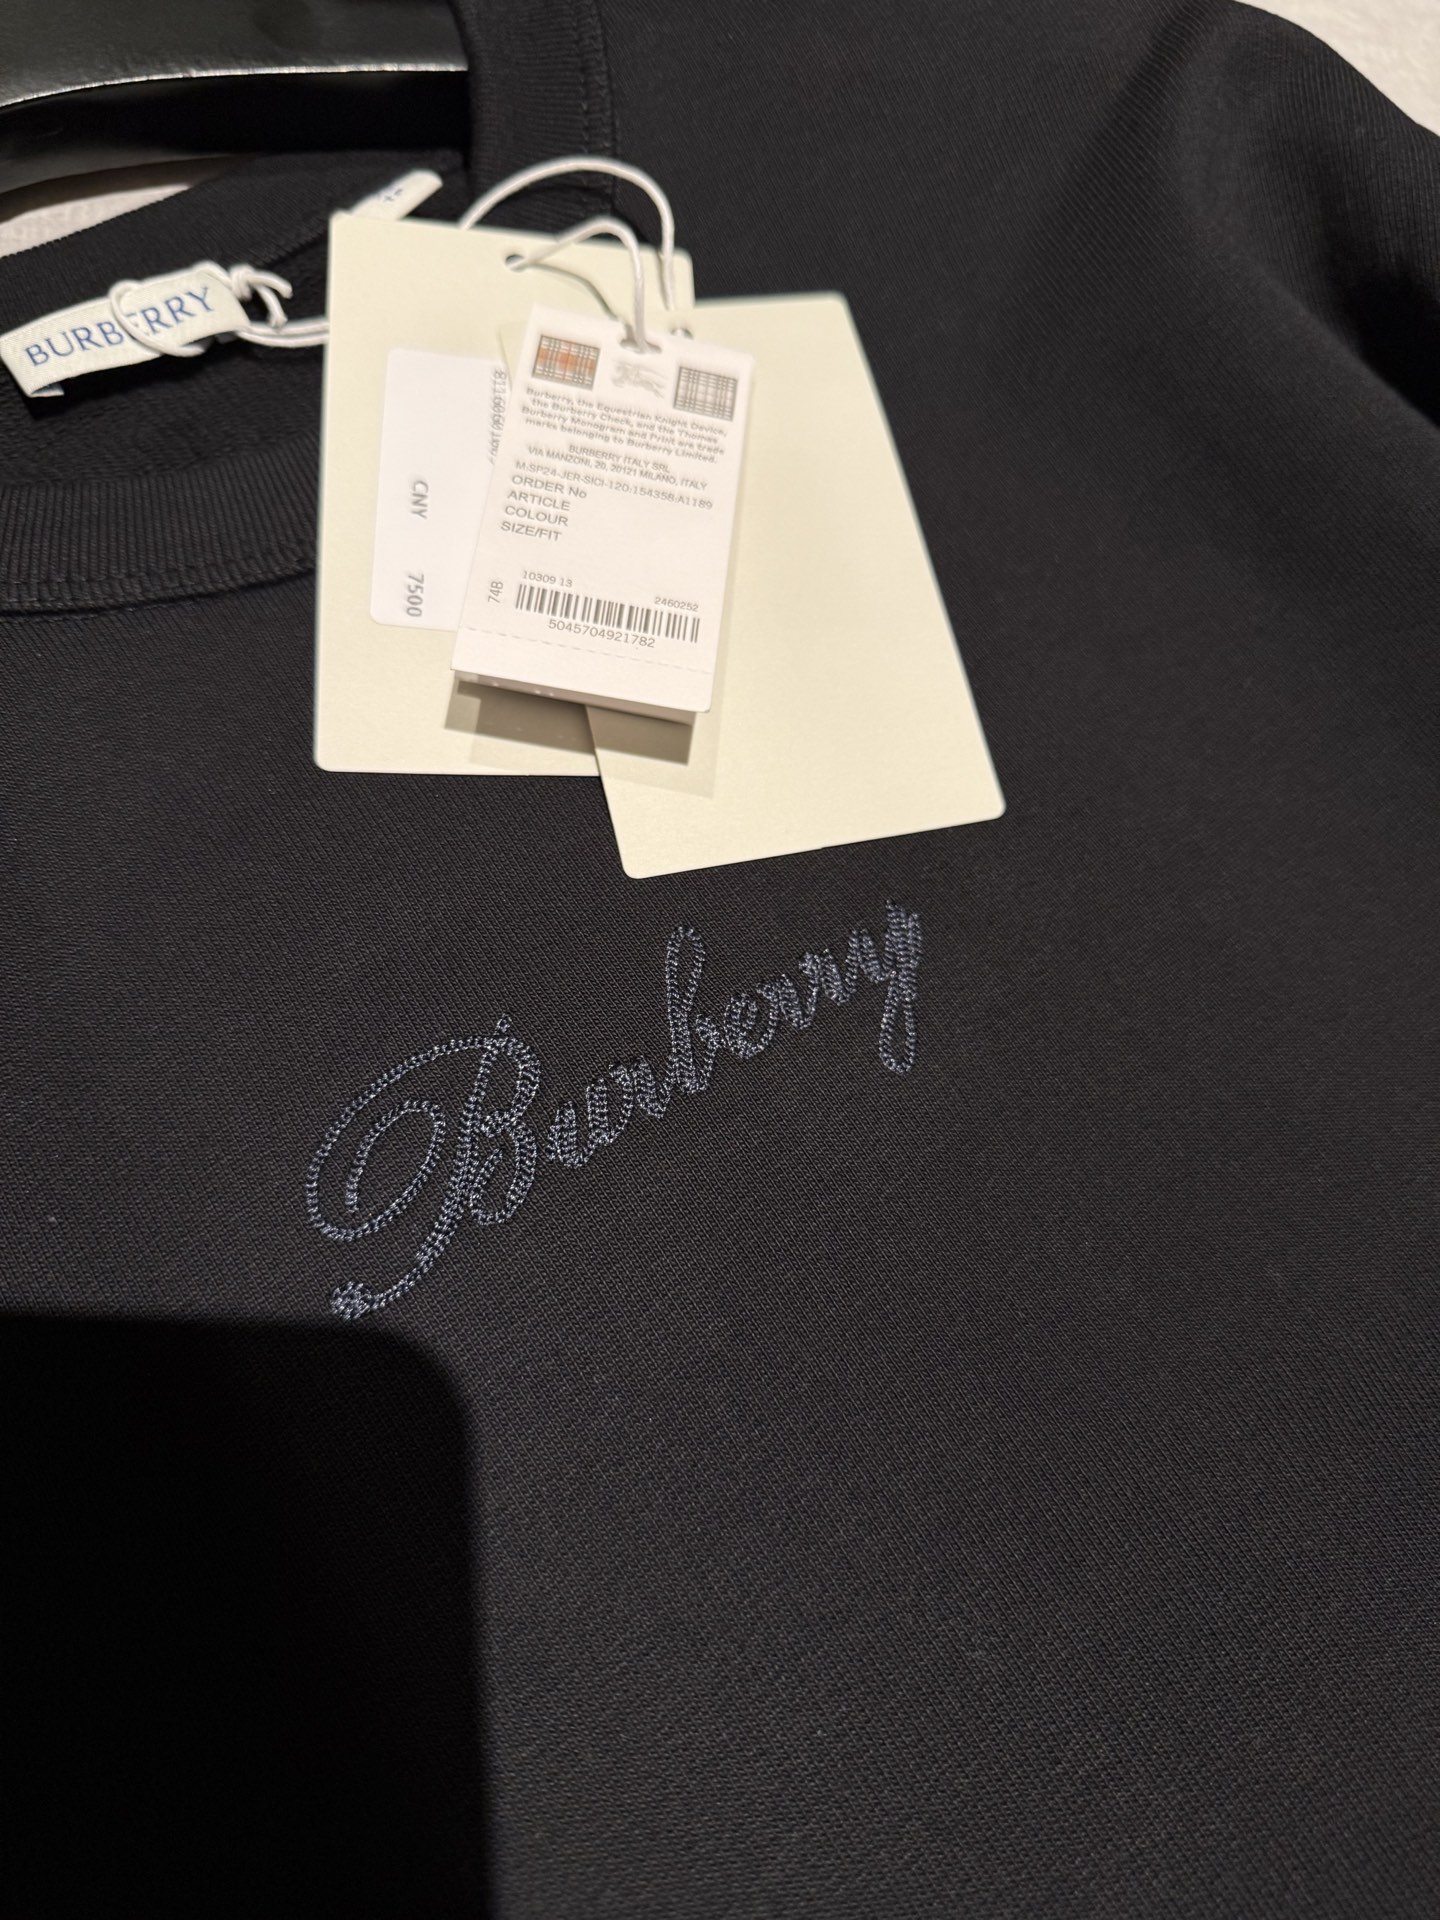 BURBERRY
CNY 7500
Burberry, the Equestrian Knight Device,
the Burberry Check, and the Thomas
Burberry Monogram and Print are trade
marks belonging to Burberry Limited.
BURBERRY ITALY SRL
VIA MANZONI, 20, 20121 MILANO, ITALY
M-SP24-JER-SICI-120:154358:A1189
ORDER No
ARTICLE
COLOUR
SIZE/FIT
74B
10309 13
2460252
5045704921782
Burberry